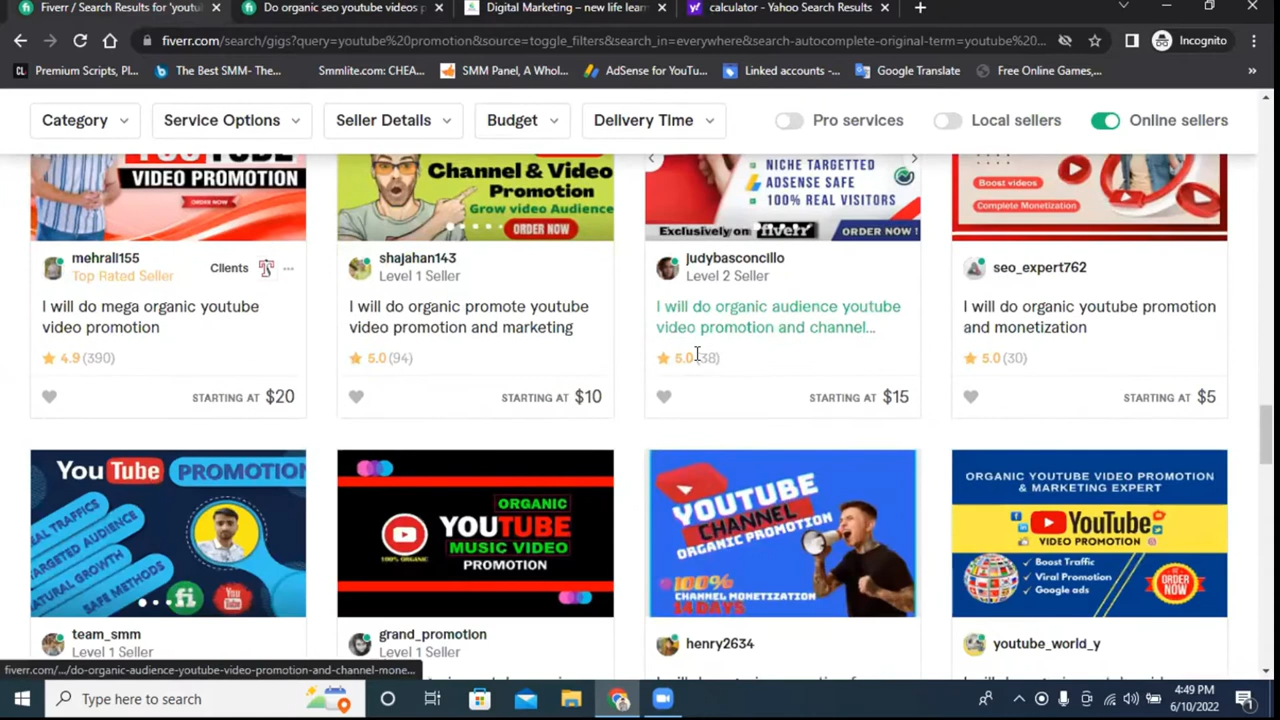 Fiverr / Search Results for 'youtu
Do organic seo youtube videos p
Digital Marketing – new life learn
calculator - Yahoo Search Results
fiverr.com/search/gigs?query=youtube%20promotion&source=toggle_filters&search_in=everywhere&search-autocomplete-original-term=youtube%20...
Incognito
Premium Scripts, Pl...
The Best SMM- The...
Smmlite.com: CHEA...
SMM Panel, A Whol...
AdSense for YouTu...
Linked accounts -...
Google Translate
Free Online Games,...
Category
Service Options
Seller Details
Budget
Delivery Time
Pro services
Local sellers
Online sellers
VIDEO PROMOTION
ORDER NOW
Channel & Video
Promotion
Grow video Audience
ORDER NOW
NICHE TARGETTED
ADSENSE SAFE
100% REAL VISITORS
Exclusively on fiverr
ORDER NOW !
Boost videos
Complete Monetization
mehrali155
Top Rated Seller
Clients
I will do mega organic youtube
video promotion
4.9 (390)
STARTING AT $20
shajahan143
Level 1 Seller
I will do organic promote youtube
video promotion and marketing
5.0 (94)
STARTING AT $10
judybasconcillo
Level 2 Seller
I will do organic audience youtube
video promotion and channel...
5.0 (38)
STARTING AT $15
seo_expert762
I will do organic youtube promotion
and monetization
5.0 (30)
STARTING AT $5
YouTube PROMOTION
TARGETED AUDIENCE
NATURAL GROWTH
SAFE METHODS
fi
ORGANIC
YOUTUBE
MUSIC VIDEO
PROMOTION
100% ORGANIC
YOUTUBE
CHANNEL
ORGANIC PROMOTION
100%
CHANNEL MONETIZATION
14 DAYS
ORGANIC YOUTUBE VIDEO PROMOTION
& MARKETING EXPERT
YouTube
VIDEO PROMOTION
Boost Traffic
Viral Promotion
Google ads
ORDER
NOW
team_smm
Level 1 Seller
grand_promotion
Level 1 Seller
henry2634
youtube_world_y
fiverr.com/.../do-organic-audience-youtube-video-promotion-and-channel-mone...
Type here to search
4:49 PM
6/10/2022